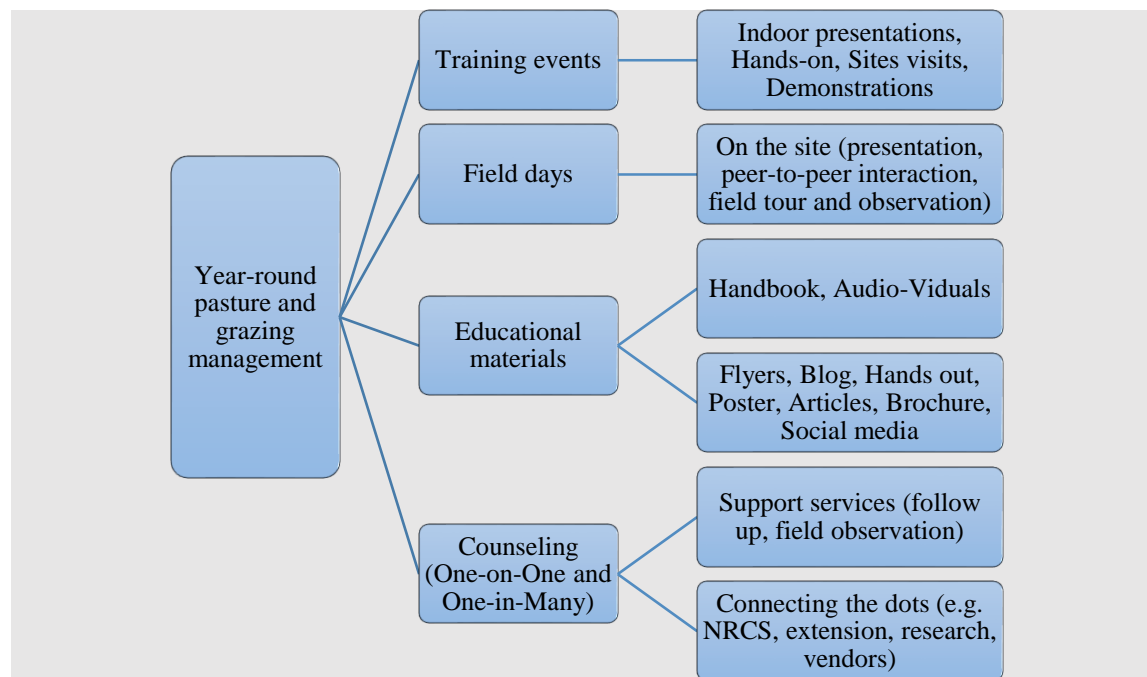 Year-round
pasture and
grazing
management
Training events
Indoor presentations,
Hands-on, Sites visits,
Demonstrations
Field days
On the site (presentation,
peer-to-peer interaction,
field tour and observation)
Educational
materials
Handbook, Audio-Viduals
Flyers, Blog, Hands out,
Poster, Articles, Brochure,
Social media
Counseling
(One-on-One and
One-in-Many)
Support services (follow
up, field observation)
Connecting the dots (e.g.
NRCS, extension, research,
vendors)